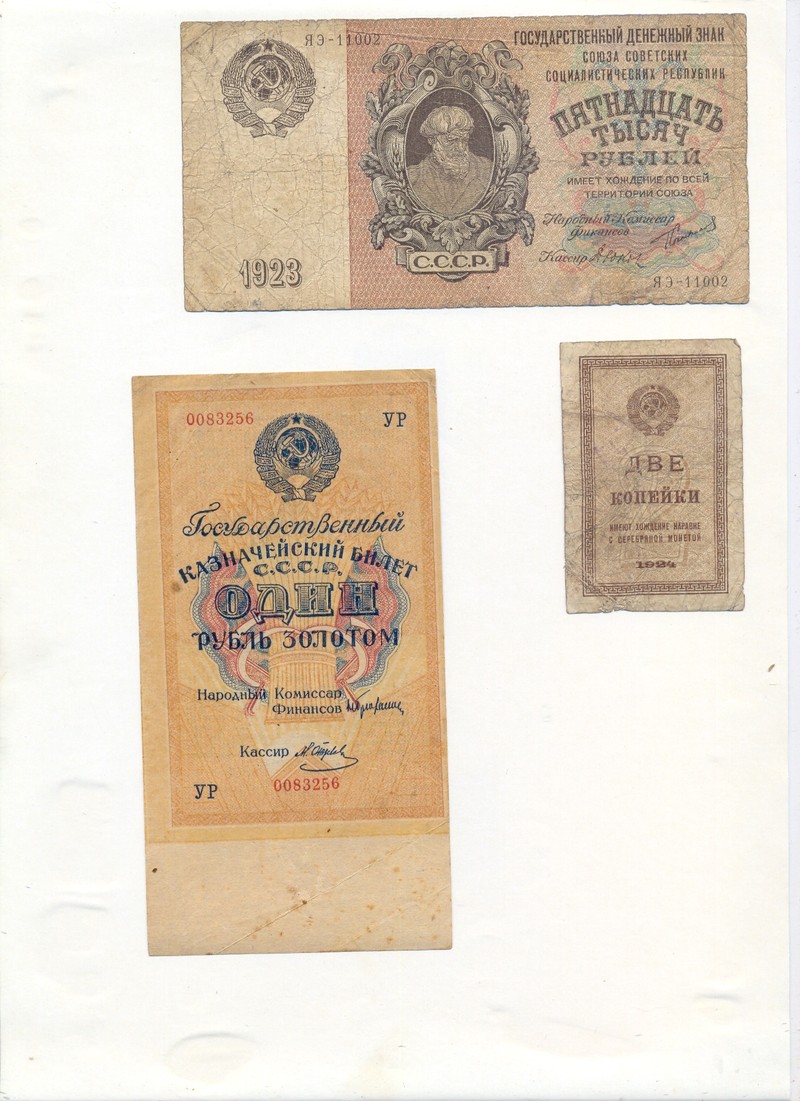 ЯЭ-11002
ГОСУДАРСТВЕННЫЙ ДЕНЕЖНЫЙ ЗНАК
СОЮЗА СОВЕТСКИХ
СОЦИАЛИСТИЧЕСКИХ РЕСПУБЛИК
ПЯТНАДЦАТЬ
ТЫСЯЧ
РУБЛЕЙ
ИМЕЕТ ХОЖДЕНИЕ ПО ВСЕЙ
ТЕРРИТОРИИ СОЮЗА
Народный Комиссар
финансов
Кассир
1923
С.С.С.Р.
ЯЭ-11002
0083256
УР
Государственный
КАЗНАЧЕЙСКИЙ БИЛЕТ
С.С.С.Р.
ОДИН
РУБЛЬ ЗОЛОТОМ
Народный Комиссар
Финансов
Кассир
УР
0083256
ДВЕ
КОПЕЙКИ
ИМЕЮТ ХОЖДЕНИЕ НАРАВНЕ
С СЕРЕБРЯНОЙ МОНЕТОЙ
1924